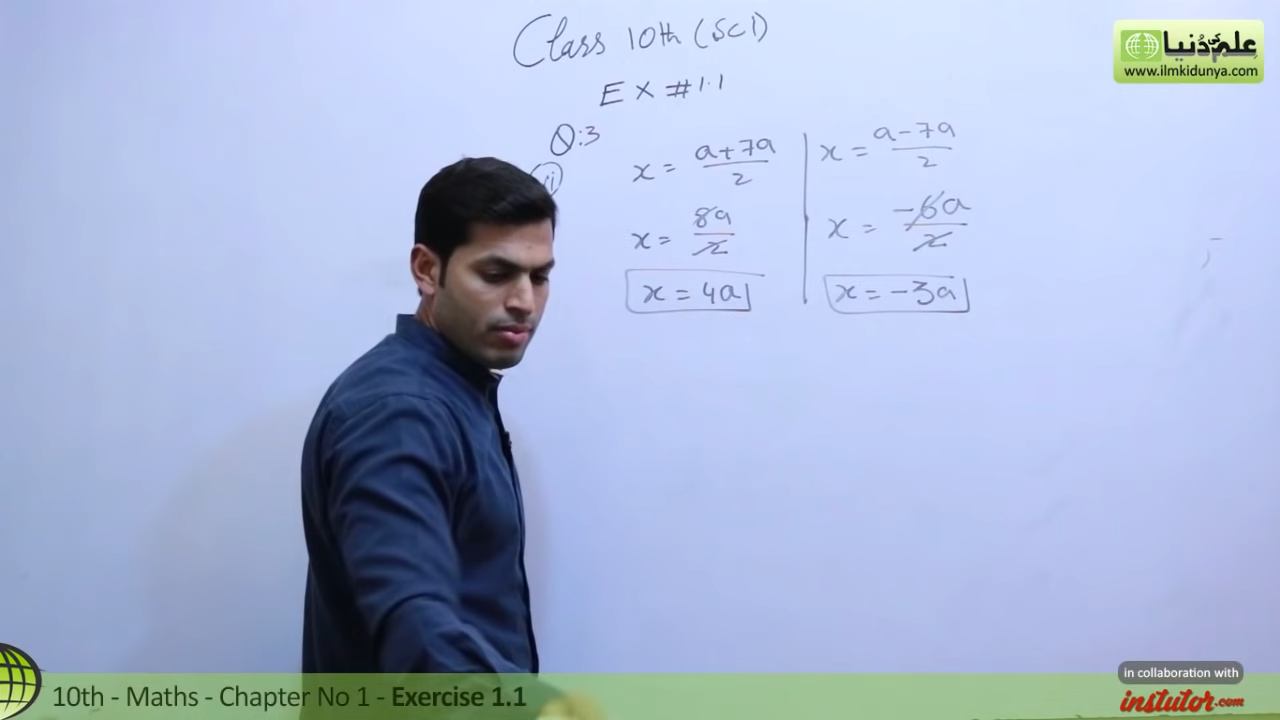 Class 10th (SCI)
علم کی دُنیا
www.ilmkidunya.com
EX #1.1
Q:3
x = a+7a/2
x = a-7a/2
x = 8a/2
x = -6a/2
x = 4a
x = -3a
in collaboration with
10th - Maths - Chapter No 1 - Exercise 1.1
instutor.com